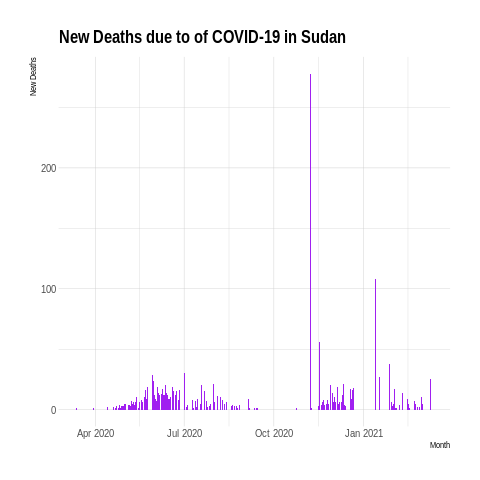 New Deaths due to of COVID-19 in Sudan
New Deaths
200
100
0
Apr 2020 Jul 2020 Oct 2020 Jan 2021
Month